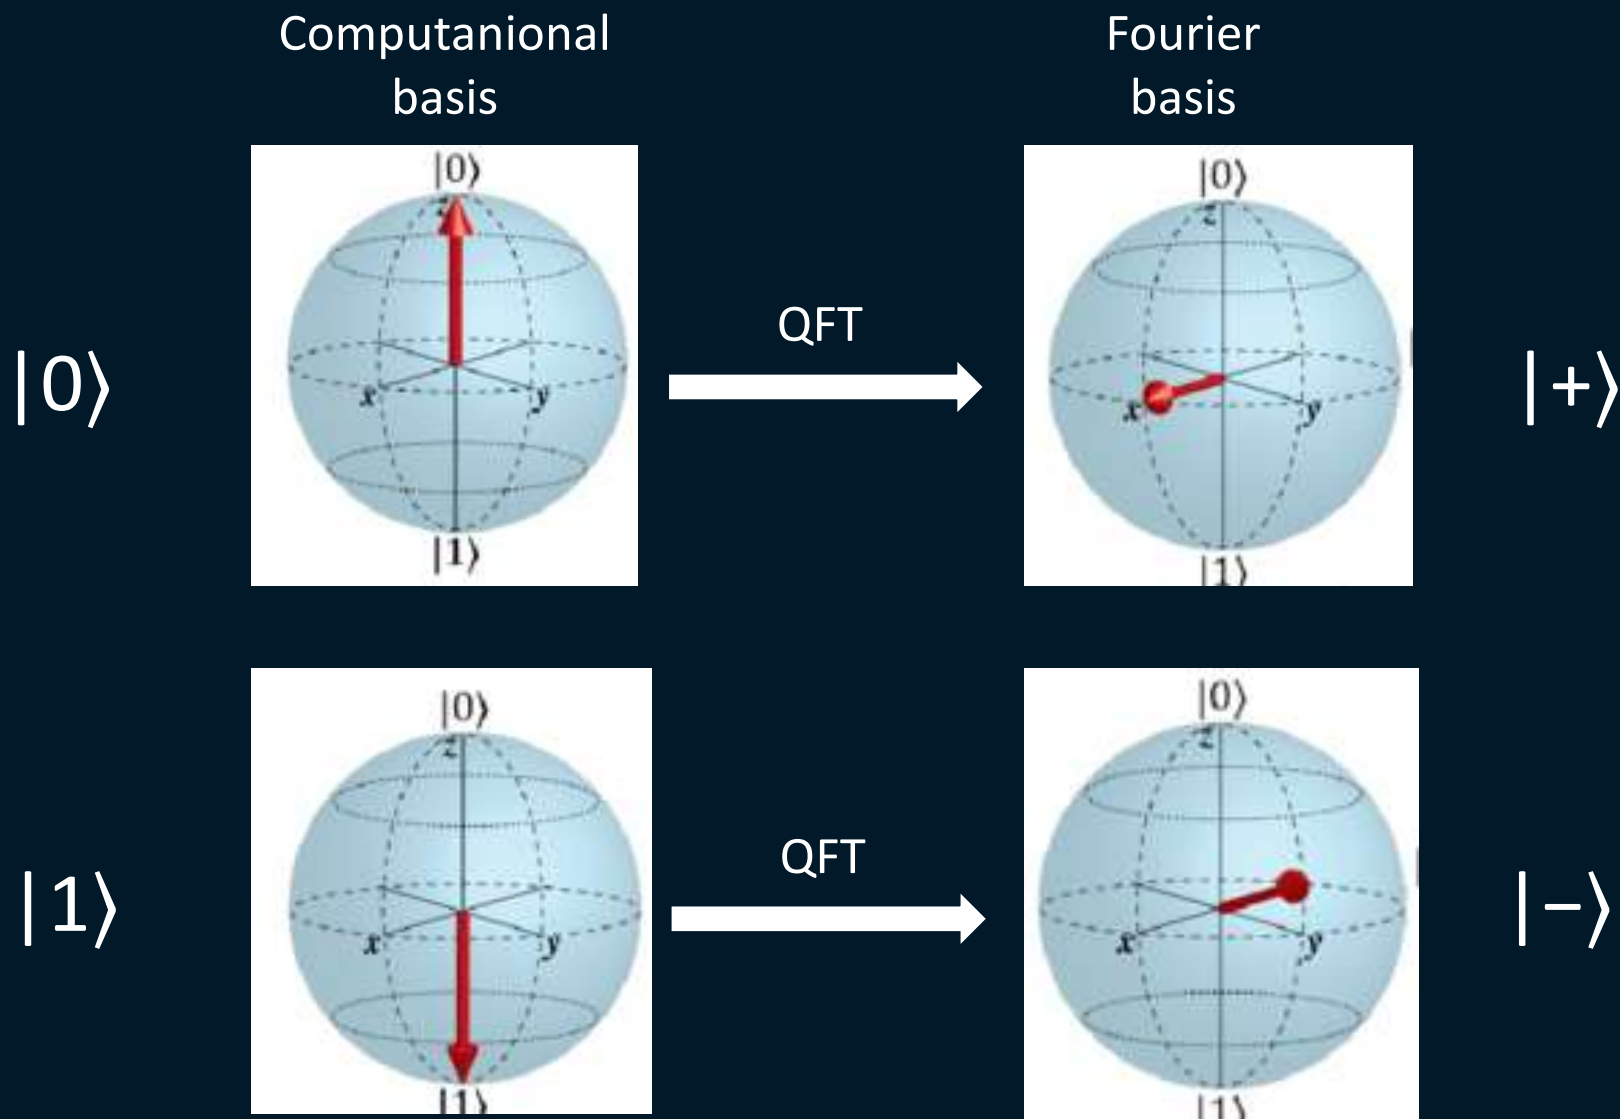 Computanional
basis
Fourier
basis
|0⟩
|0⟩
z
x
y
|1⟩
QFT
|0⟩
z
x
y
|1⟩
|+⟩
|1⟩
|0⟩
z
x
y
|1⟩
QFT
|0⟩
z
x
y
|1⟩
|−⟩